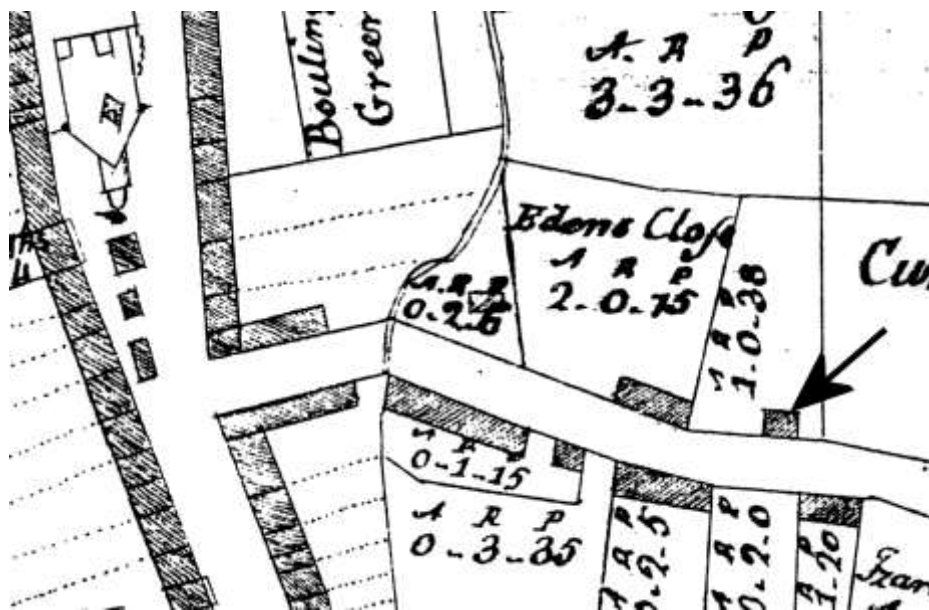 Bouling
Green
A. R P
3-3-36
Edens Close
A R P
2-0-15
A R P
0-2-6
A R P
1-0-38
Cu
A R P
0-1-15
A R P
0-3-35
A R P
0-2-5
A R P
0-2-0
R P
1-20